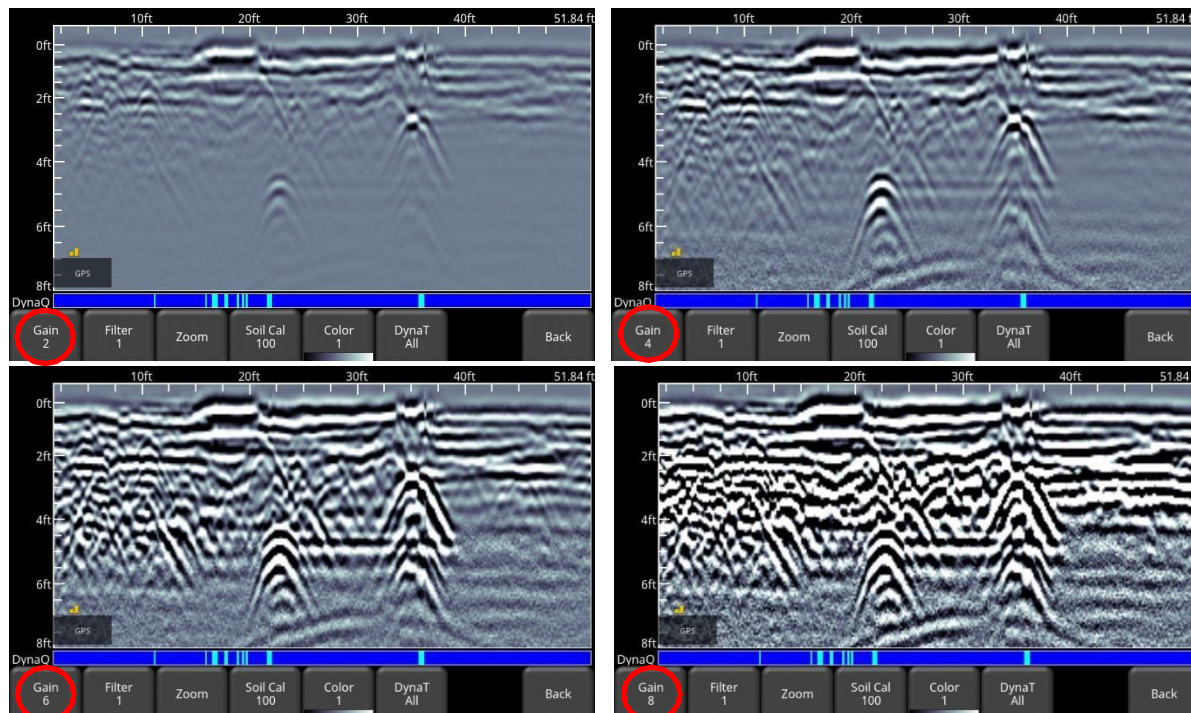 10ft 20ft 30ft 40ft 51.84 ft
0ft
2ft
4ft
6ft
GPS
8ft
DynaQ
Gain 2
Filter 1
Zoom
Soil Cal 100
Color 1
DynaT All
Back
10ft 20ft 30ft 40ft 51.84 f
0ft
2ft
4ft
6ft
GPS
8ft
DynaQ
Gain 4
Filter 1
Zoom
Soil Cal 100
Color 1
DynaT All
Back
10ft 20ft 30ft 40ft 51.84 ft
0ft
2ft
4ft
6ft
GPS
8ft
DynaQ
Gain 6
Filter 1
Zoom
Soil Cal 100
Color 1
DynaT All
Back
10ft 20ft 30ft 40ft 51.84
0ft
2ft
4ft
6ft
GPS
8ft
DynaQ
Gain 8
Filter 1
Zoom
Soil Cal 100
Color 1
DynaT All
Back